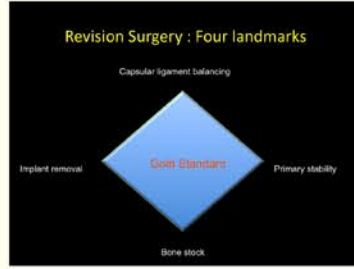 Revision Surgery : Four landmarks
Capsular ligament balancing
Implant removal
Gold Standard
Primary stability
Bone stock